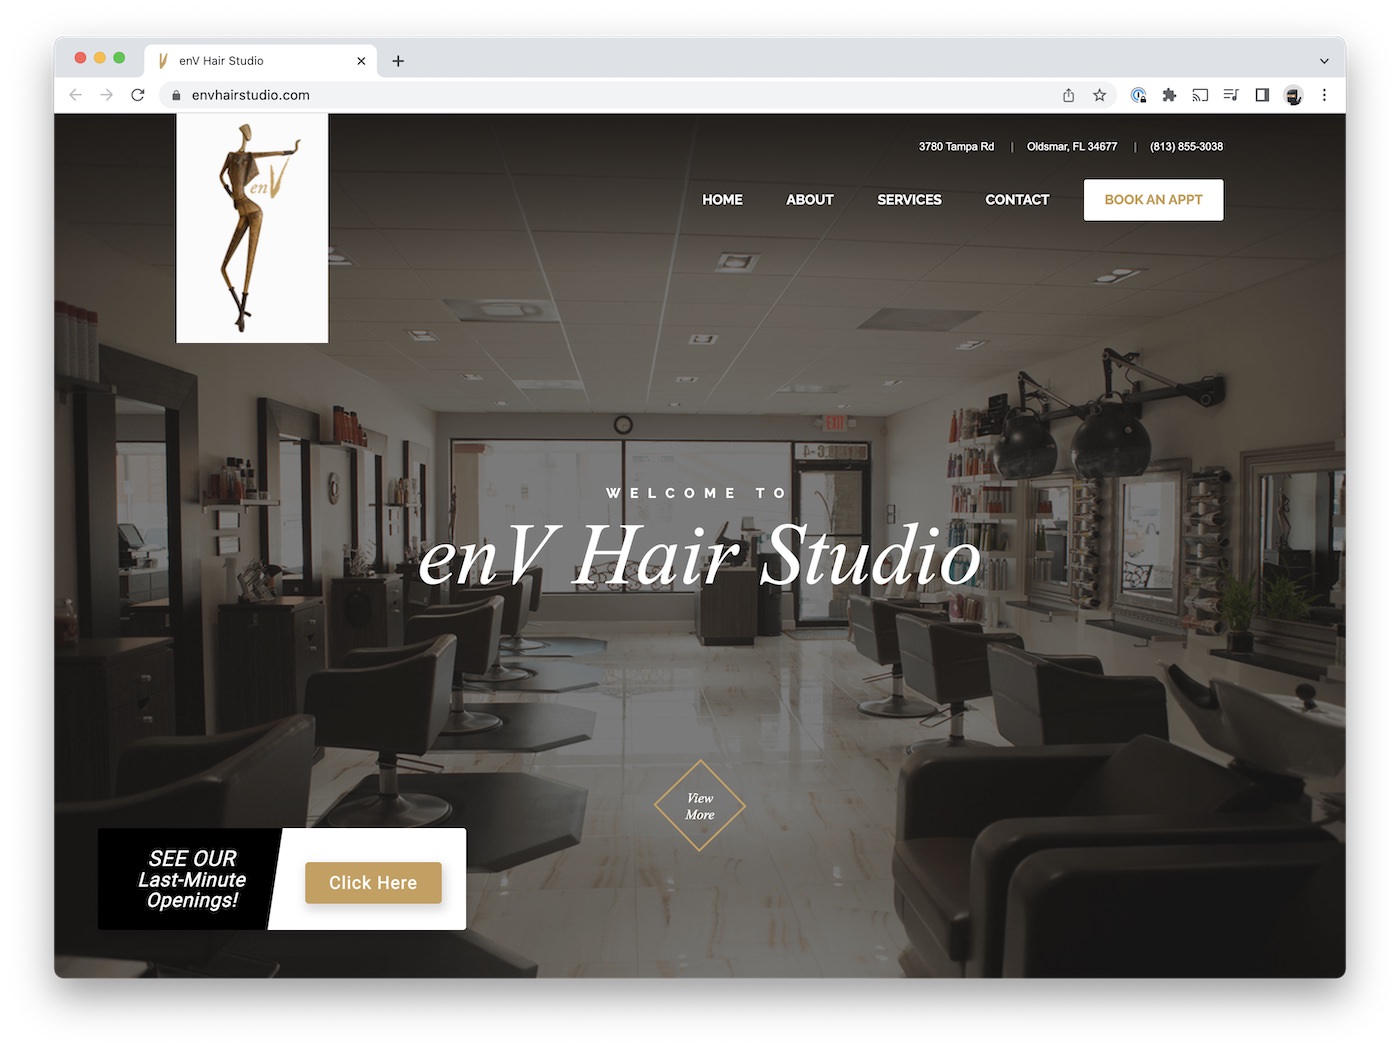 enV Hair Studio
envhairstudio.com
3780 Tampa Rd | Oldsmar, FL 34677 | (813) 855-3038
enV
HOME ABOUT SERVICES CONTACT BOOK AN APPT
EXIT
WELCOME TO
enV Hair Studio
View
More
SEE OUR
Last-Minute
Openings!
Click Here